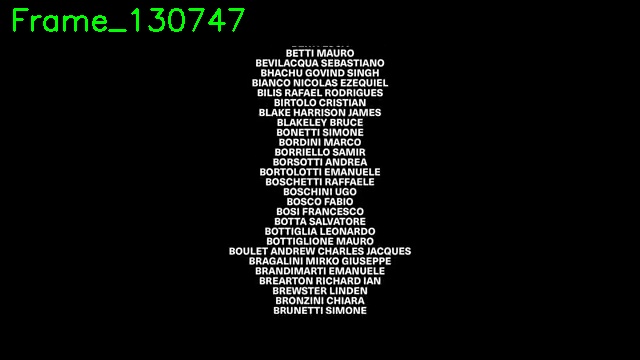 Frame_130747
BETTI MAURO
BEVILACQUA SEBASTIANO
BHACHU GOVIND SINGH
BIANCO NICOLAS EZEQUIEL
BILIS RAFAEL RODRIGUES
BIRTOLO CRISTIAN
BLAKE HARRISON JAMES
BLAKELEY BRUCE
BONETTI SIMONE
BORDINI MARCO
BORRIELLO SAMIR
BORSOTTI ANDREA
BORTOLOTTI EMANUELE
BOSCHETTI RAFFAELE
BOSCHINI UGO
BOSCO FABIO
BOSI FRANCESCO
BOTTA SALVATORE
BOTTIGLIA LEONARDO
BOTTIGLIONE MAURO
BOULET ANDREW CHARLES JACQUES
BRAGALINI MIRKO GIUSEPPE
BRANDIMARTI EMANUELE
BREARTON RICHARD IAN
BREWSTER LINDEN
BRONZINI CHIARA
BRUNETTI SIMONE